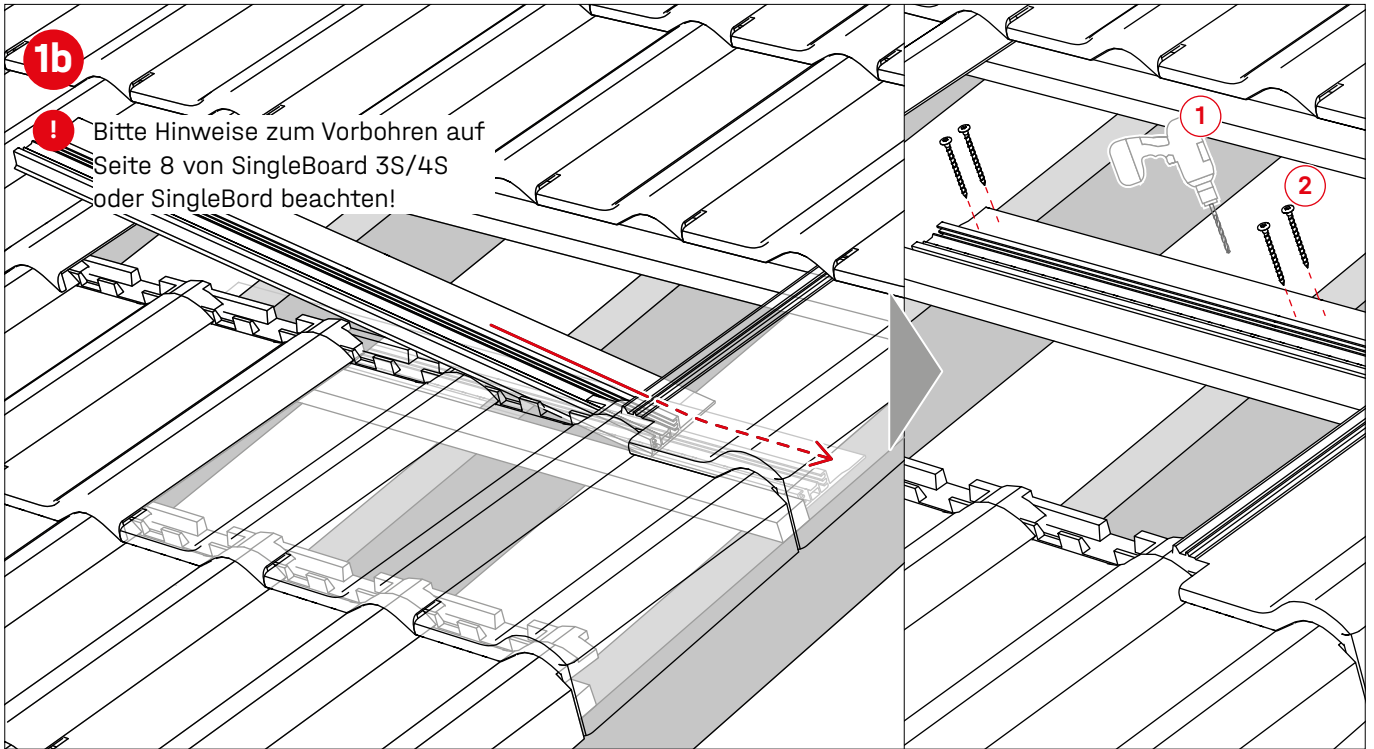 1b
! Bitte Hinweise zum Vorbohren auf
Seite 8 von SingleBoard 3S/4S
oder SingleBord beachten!
1
2